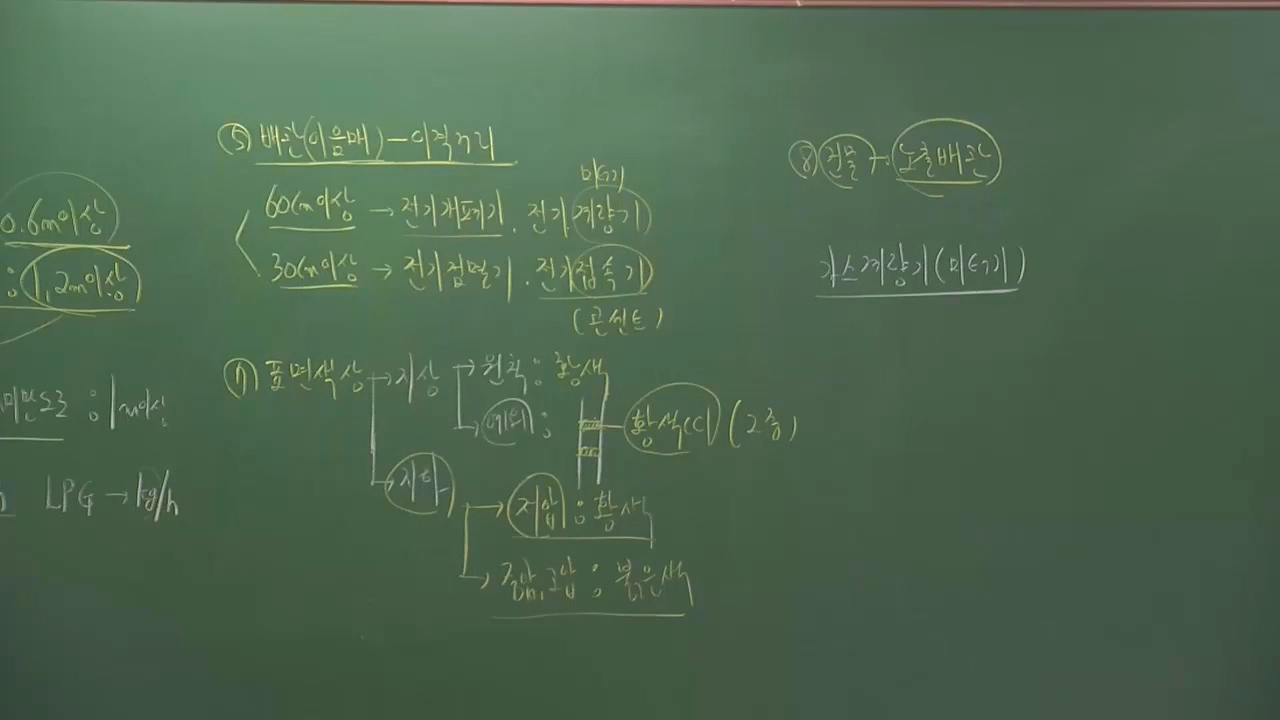 0.6m이상
: 1,2m이상
미만도로 : 1m이상
LPG → kg/h
⑤ 배관(이음매) - 이격거리
미터기
60cm이상 → 전기개폐기. 전기계량기
30cm이상 → 전기점멸기. 전기접속기
(콘센트)
⑦ 표면색상 → 지상 → 원칙 : 황색
→ 예외 : 황색띠 (2중)
→ 지하 → 저압 : 황색
→ 중압,고압 : 붉은색
⑧ 건물 → 노출배관
가스계량기(미터기)